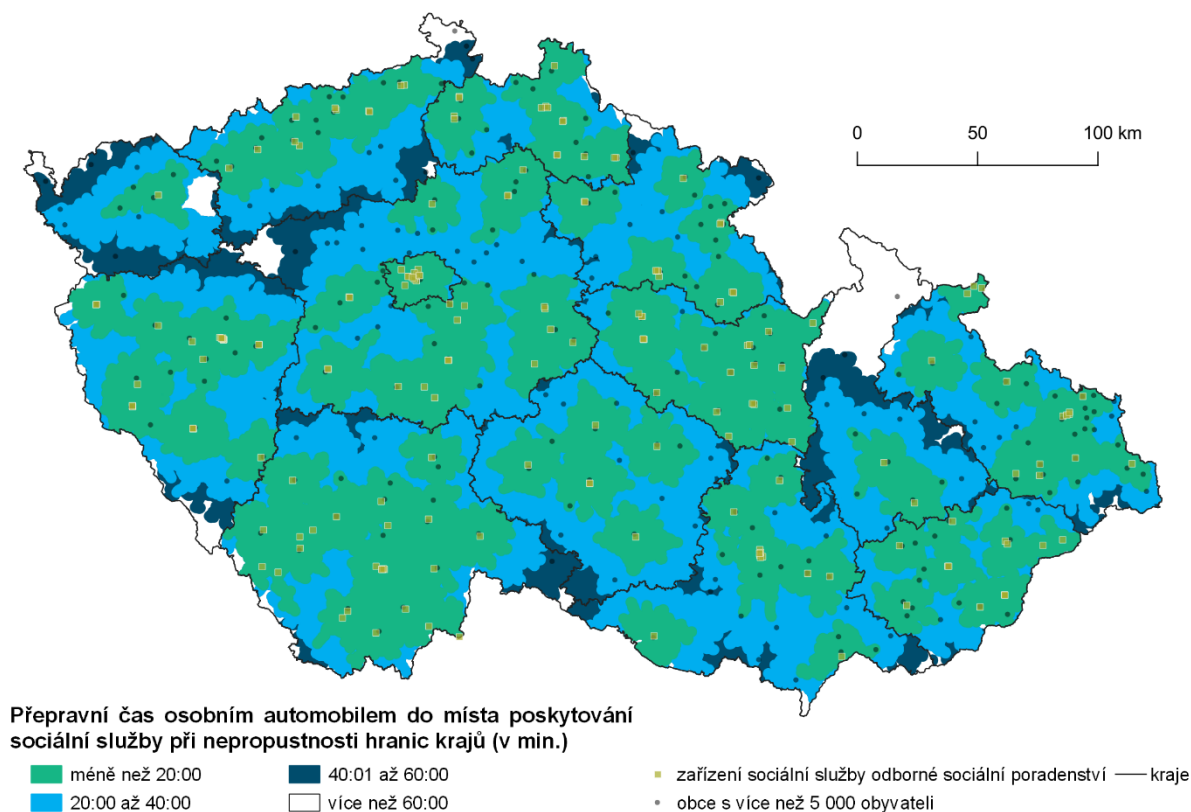 0 50 100 km
Přepravní čas osobním automobilem do místa poskytování
sociální služby při nepropustnosti hranic krajů (v min.)
méně než 20:00
20:00 až 40:00
40:01 až 60:00
více než 60:00
zařízení sociální služby odborné sociální poradenství
obce s více než 5 000 obyvateli
kraje